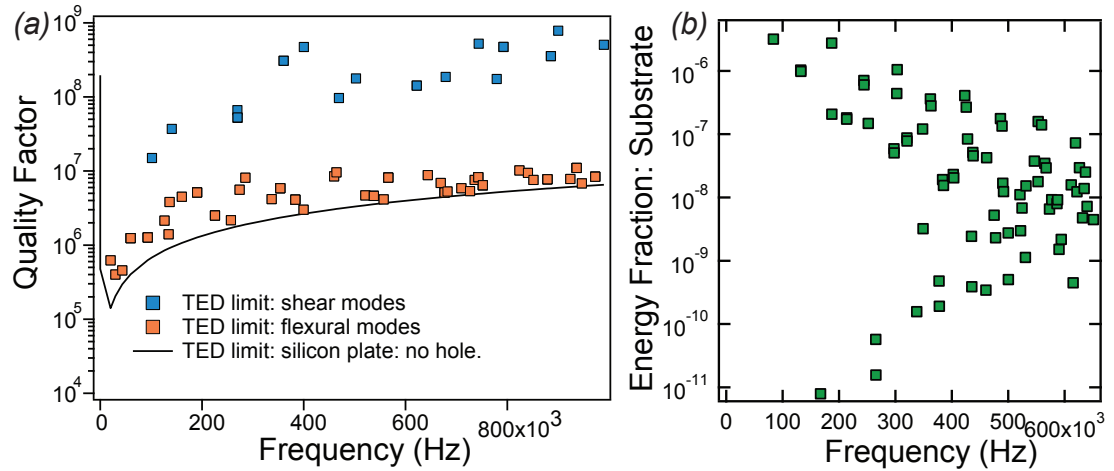 (a)
Quality Factor
10^9
10^8
10^7
10^6
10^5
10^4
TED limit: shear modes
TED limit: flexural modes
TED limit: silicon plate: no hole.
0
200
400
600
800x10^3
Frequency (Hz)
(b)
Energy Fraction: Substrate
10^-6
10^-7
10^-8
10^-9
10^-10
10^-11
0
100
200
300
400
500
600x10^3
Frequency (Hz)